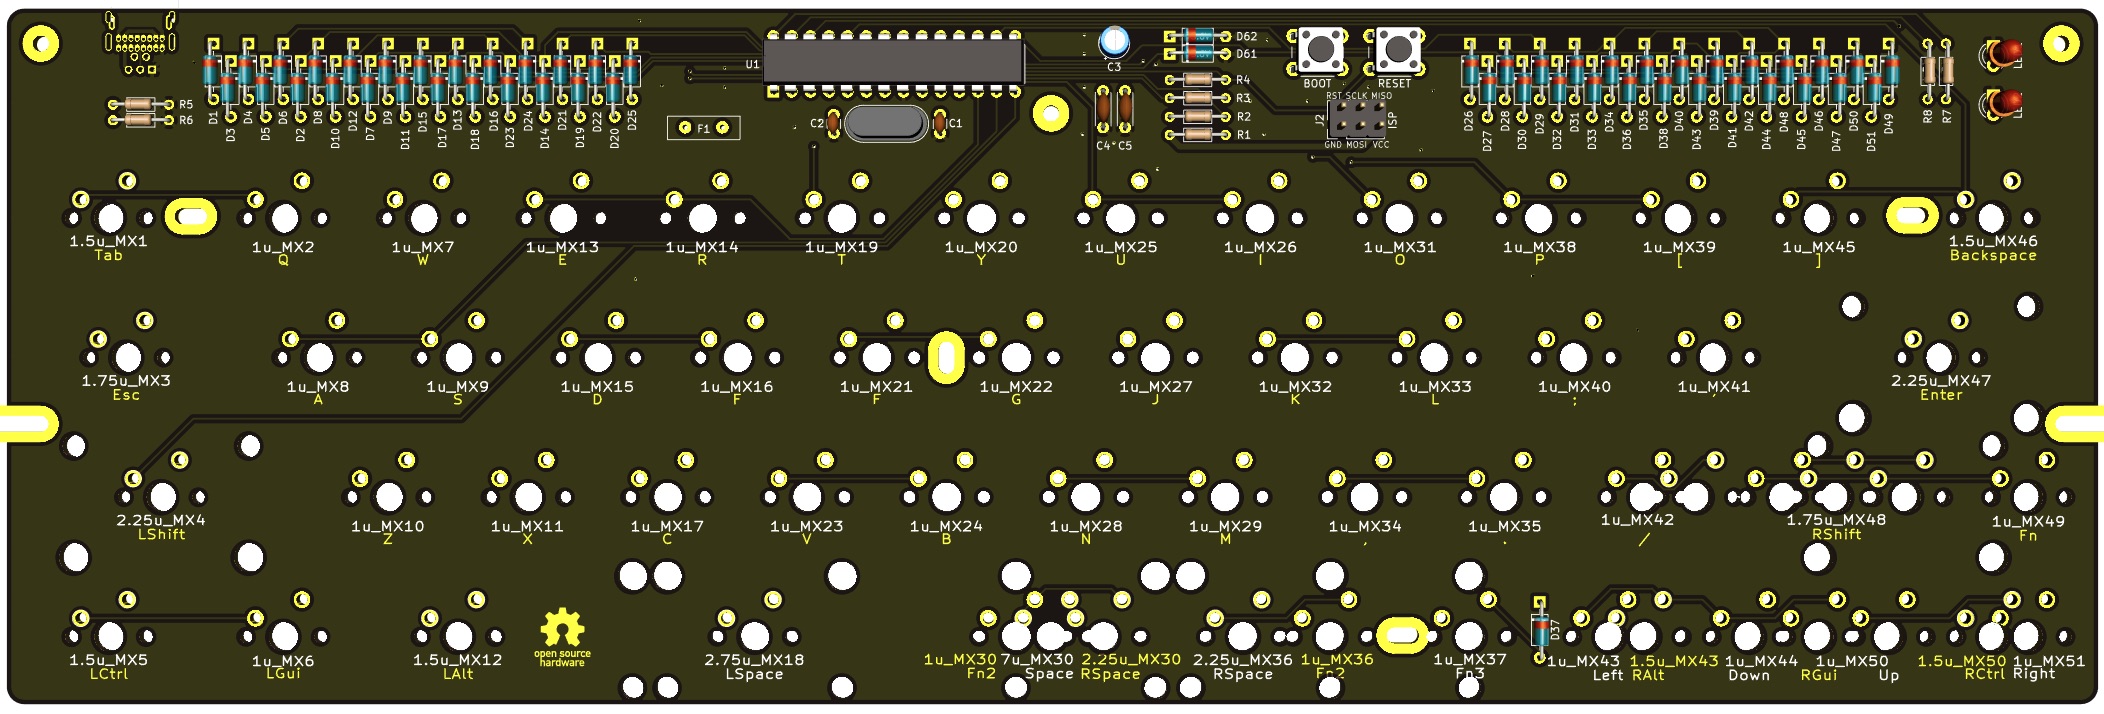 U1
C3
D62
D61
R4
R3
R2
R1
BOOT
RESET
RST SCLK MISO
J2
ISP
GND MOSI VCC
R5
R6
D1
D3
D4
D5
D6
D2
D8
D10
D12
D7
D9
D11
D15
D17
D13
D18
D16
D23
D24
D14
D21
D19
D22
D20
D25
F1
C2
C1
C4
C5
D26
D27
D28
D30
D29
D32
D31
D33
D34
D36
D35
D38
D40
D43
D39
D41
D42
D44
D48
D45
D46
D47
D50
D51
D49
R8
R7
1.5u_MX1
Tab
1u_MX2
Q
1u_MX7
W
1u_MX13
E
1u_MX14
R
1u_MX19
T
1u_MX20
Y
1u_MX25
U
1u_MX26
I
1u_MX31
O
1u_MX38
P
1u_MX39
[
1u_MX45
]
1.5u_MX46
Backspace
1.75u_MX3
Esc
1u_MX8
A
1u_MX9
S
1u_MX15
D
1u_MX16
F
1u_MX21
F
1u_MX22
G
1u_MX27
J
1u_MX32
K
1u_MX33
L
1u_MX40
;
1u_MX41
'
2.25u_MX47
Enter
2.25u_MX4
LShift
1u_MX10
Z
1u_MX11
X
1u_MX17
C
1u_MX23
V
1u_MX24
B
1u_MX28
N
1u_MX29
M
1u_MX34
,
1u_MX35
.
1u_MX42
/
1.75u_MX48
RShift
1u_MX49
Fn
1.5u_MX5
LCtrl
1u_MX6
LGui
1.5u_MX12
LAlt
open source
hardware
2.75u_MX18
LSpace
1u_MX30 7u_MX30 2.25u_MX30
Fn2 Space RSpace
2.25u_MX36 1u_MX36
RSpace Fn2
1u_MX37
Fn3
D37
1u_MX43 1.5u_MX43 1u_MX44 1u_MX50 1.5u_MX50 1u_MX51
Left RAlt Down RGui Up RCtrl Right